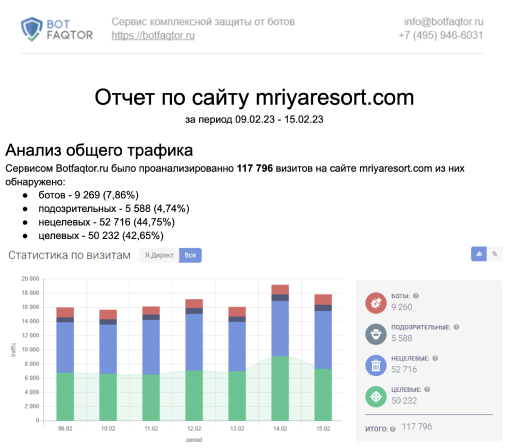 BOT
FAQTOR
Сервис комплексной защиты от ботов
https://botfaqtor.ru
info@botfaqtor.ru
+7 (495) 946-6031
Отчет по сайту mriyaresort.com
за период 09.02.23 - 15.02.23
Анализ общего трафика
Сервисом Botfaqtor.ru было проанализированно 117 796 визитов на сайте mriyaresort.com из них
обнаружено:
● ботов - 9 269 (7,86%)
● подозрительных - 5 588 (4,74%)
● нецелевых - 52 716 (44,75%)
● целевых - 50 232 (42,65%)
Статистика по визитам
Я.Директ
Все
%
20 000
18 000
16 000
14 000
12 000
10 000
8 000
6 000
4 000
2 000
0
traffic
09.02
10.02
11.02
12.02
13.02
14.02
15.02
period
БОТЫ:
9 260
ПОДОЗРИТЕЛЬНЫЕ:
5 588
НЕЦЕЛЕВЫЕ:
52 716
ЦЕЛЕВЫЕ:
50 232
ИТОГО: 117 796